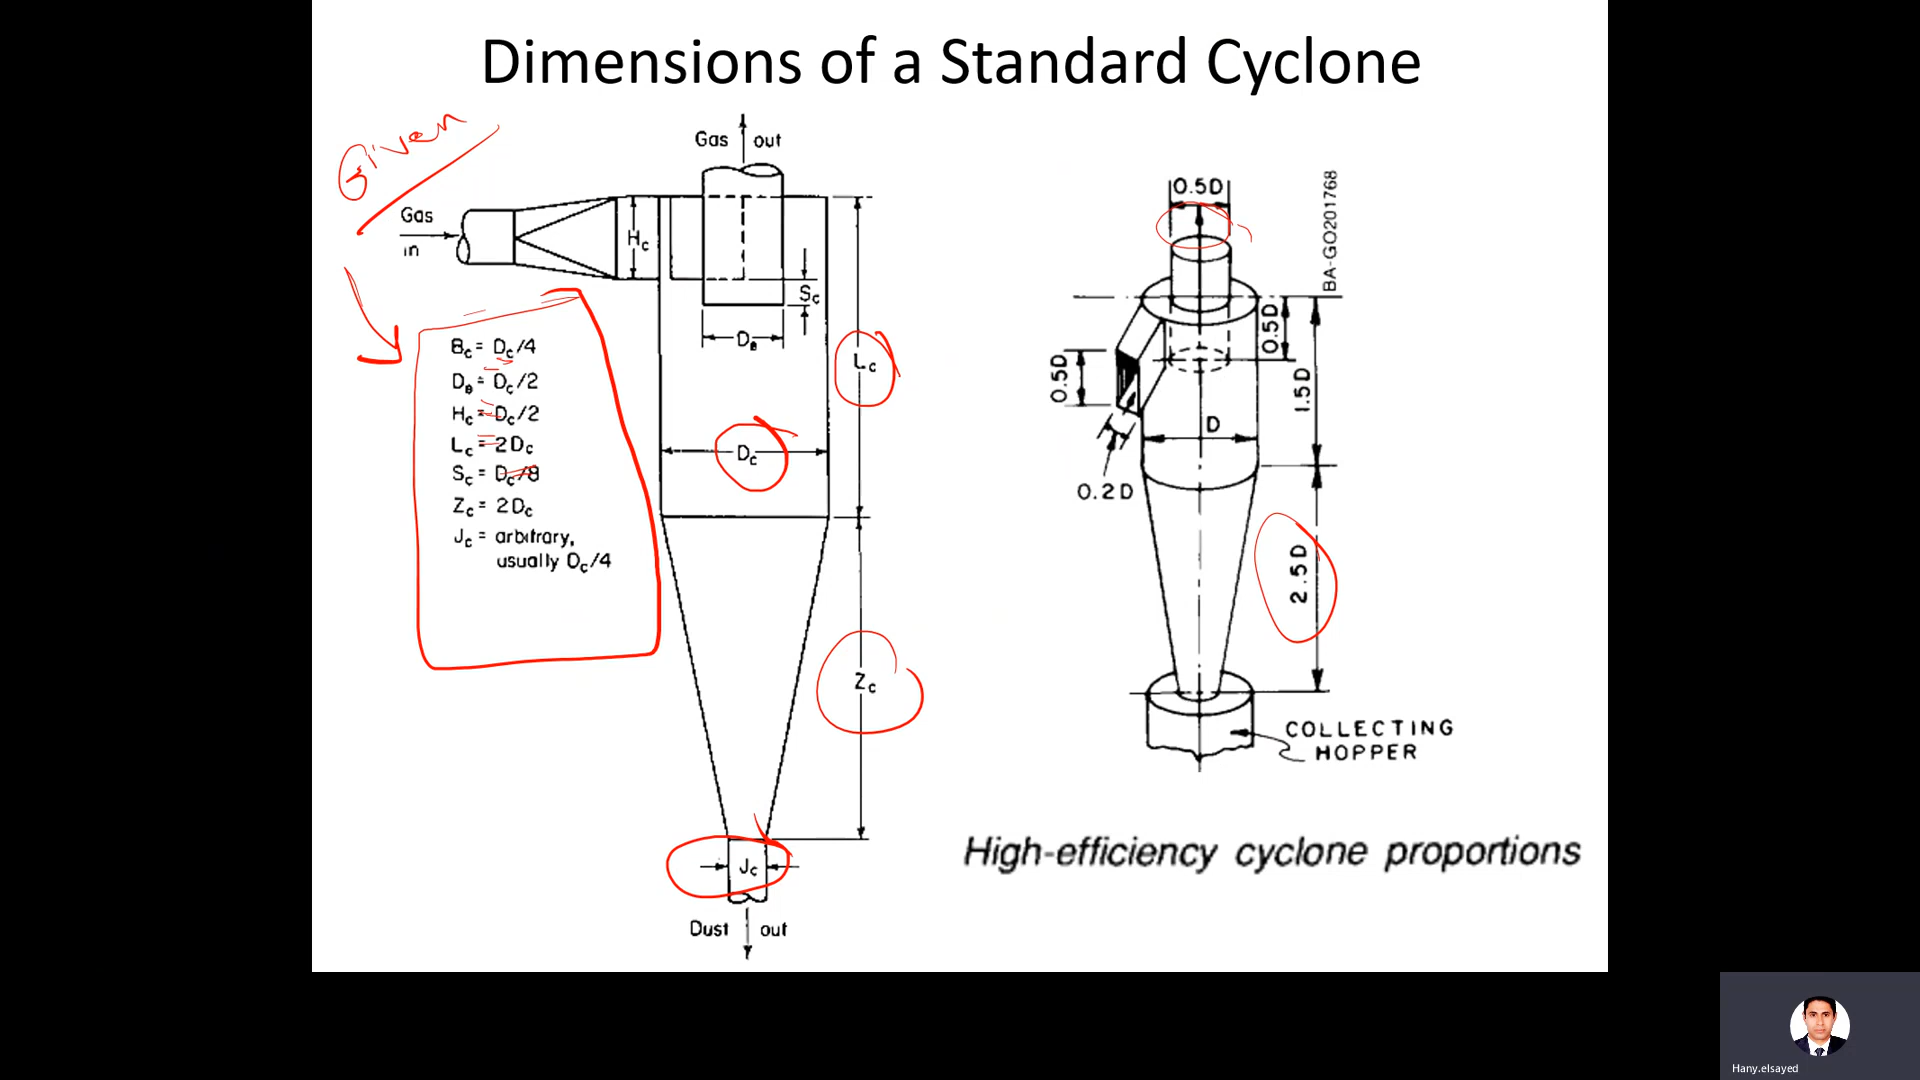 Dimensions of a Standard Cyclone
Given
Gas out
Gas
in
Hc
Sc
De
Lc
Dc
Bc = Dc/4
De = Dc/2
Hc = Dc/2
Lc = 2Dc
Sc = Dc/8
Zc = 2Dc
Jc = arbitrary,
usually Dc/4
Zc
Jc
Dust out
0.5D
BA-GO201768
0.5D
0.5D
1.5D
D
0.2D
2.5D
COLLECTING
HOPPER
High-efficiency cyclone proportions
Hany.elsayed